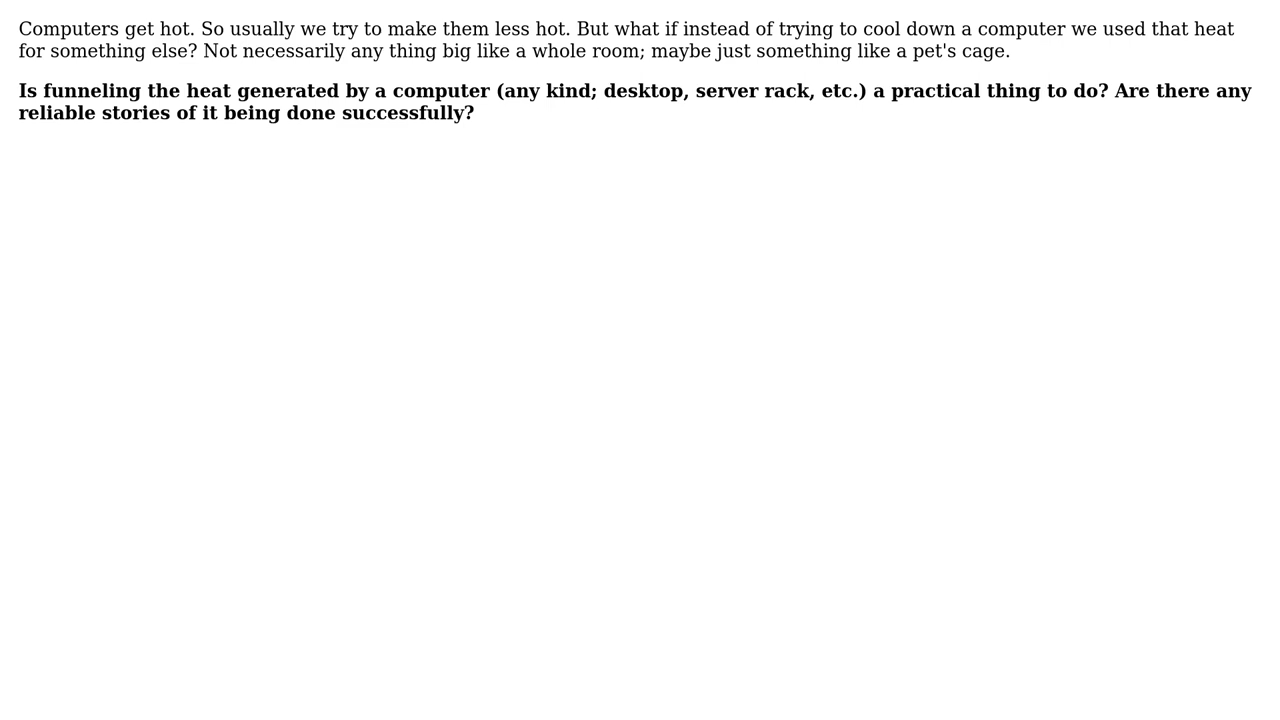 Computers get hot. So usually we try to make them less hot. But what if instead of trying to cool down a computer we used that heat
for something else? Not necessarily any thing big like a whole room; maybe just something like a pet's cage.
Is funneling the heat generated by a computer (any kind; desktop, server rack, etc.) a practical thing to do? Are there any
reliable stories of it being done successfully?